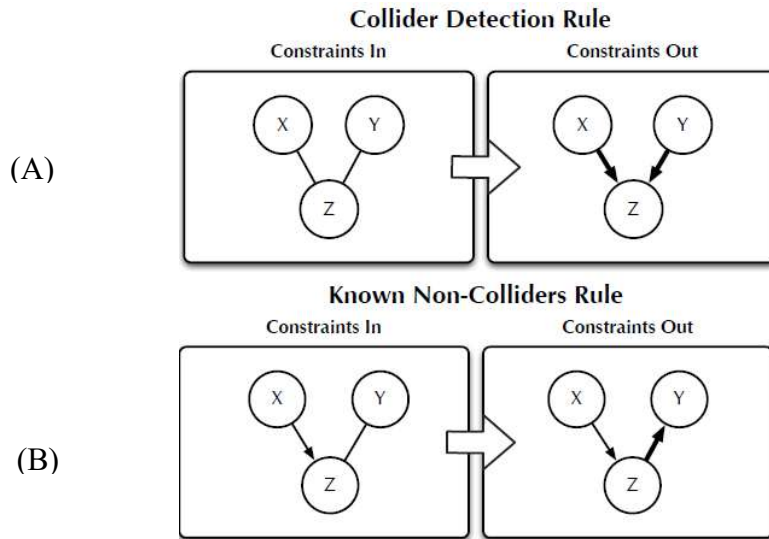 Collider Detection Rule
Constraints In Constraints Out
(A)
X Y X Y
Z Z
Known Non-Colliders Rule
Constraints In Constraints Out
(B)
X Y X Y
Z Z